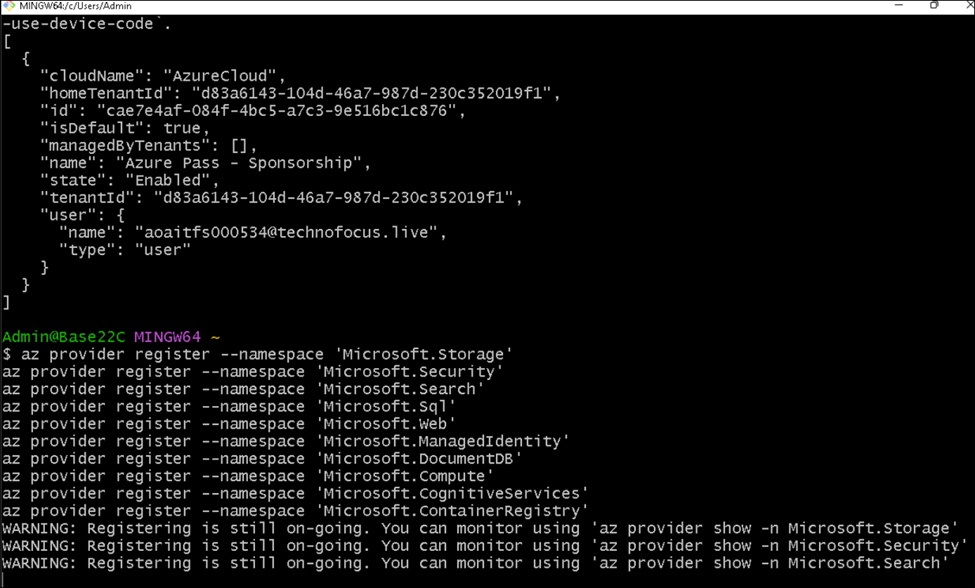 MINGW64:/c/Users/Admin
-use-device-code`.
[
  {
    "cloudName": "AzureCloud",
    "homeTenantId": "d83a6143-104d-46a7-987d-230c352019f1",
    "id": "cae7e4af-084f-4bc5-a7c3-9e516bc1c876",
    "isDefault": true,
    "managedByTenants": [],
    "name": "Azure Pass - Sponsorship",
    "state": "Enabled",
    "tenantId": "d83a6143-104d-46a7-987d-230c352019f1",
    "user": {
      "name": "aoaitfs000534@technofocus.live",
      "type": "user"
    }
  }
]
Admin@Base22C MINGW64 ~
$ az provider register --namespace 'Microsoft.Storage'
az provider register --namespace 'Microsoft.Security'
az provider register --namespace 'Microsoft.Search'
az provider register --namespace 'Microsoft.Sql'
az provider register --namespace 'Microsoft.Web'
az provider register --namespace 'Microsoft.ManagedIdentity'
az provider register --namespace 'Microsoft.DocumentDB'
az provider register --namespace 'Microsoft.Compute'
az provider register --namespace 'Microsoft.CognitiveServices'
az provider register --namespace 'Microsoft.ContainerRegistry'
WARNING: Registering is still on-going. You can monitor using 'az provider show -n Microsoft.Storage'
WARNING: Registering is still on-going. You can monitor using 'az provider show -n Microsoft.Security'
WARNING: Registering is still on-going. You can monitor using 'az provider show -n Microsoft.Search'